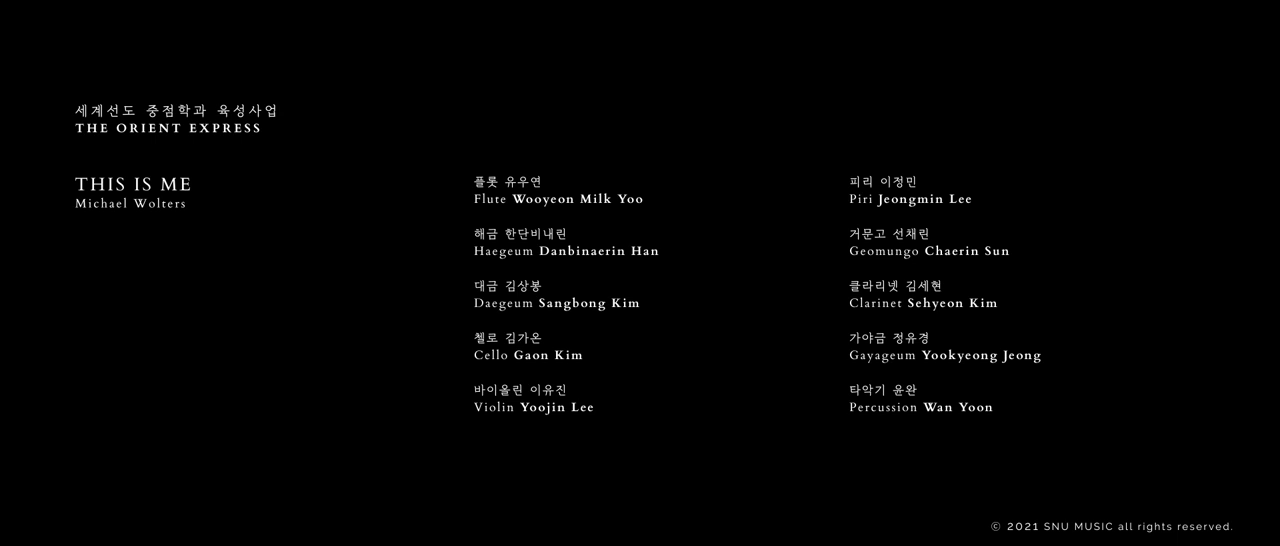 세계선도 중점학과 육성사업
THE ORIENT EXPRESS
THIS IS ME
Michael Wolters
플롯 유우연
Flute Wooyeon Milk Yoo
해금 한단비내린
Haegeum Danbinaerin Han
대금 김상봉
Daegeum Sangbong Kim
첼로 김가온
Cello Gaon Kim
바이올린 이유진
Violin Yoojin Lee
피리 이정민
Piri Jeongmin Lee
거문고 선채린
Geomungo Chaerin Sun
클라리넷 김세현
Clarinet Sehyeon Kim
가야금 정유경
Gayageum Yookyeong Jeong
타악기 윤완
Percussion Wan Yoon
© 2021 SNU MUSIC all rights reserved.